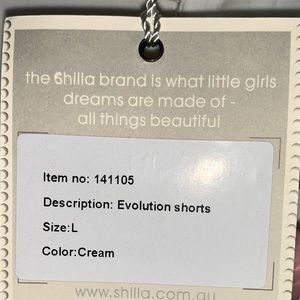 the Shilla brand is what little girls
dreams are made of -
all things beautiful
Item no: 141105
Description: Evolution shorts
Size:L
Color:Cream
www.shilla.com.au